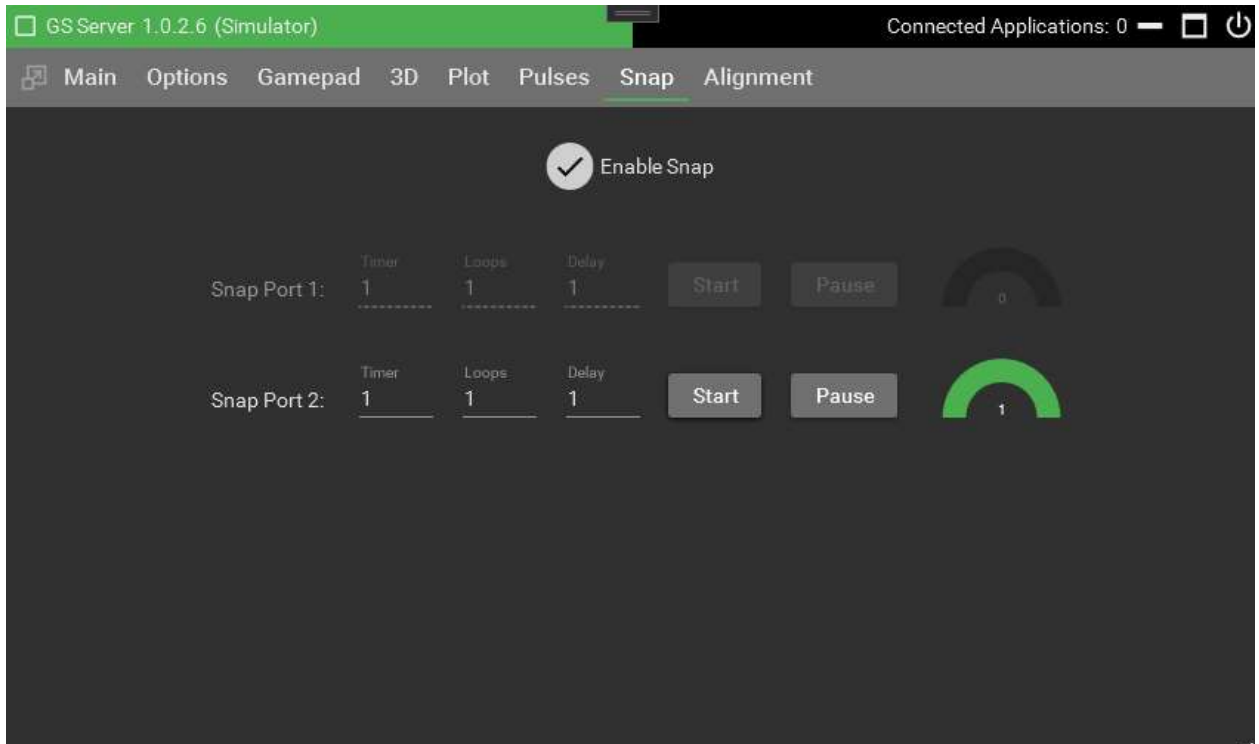 GS Server 1.0.2.6 (Simulator) Connected Applications: 0
Main Options Gamepad 3D Plot Pulses Snap Alignment
Enable Snap
Timer Loops Delay
Snap Port 1: 1 1 1 Start Pause 0
Timer Loops Delay
Snap Port 2: 1 1 1 Start Pause 1